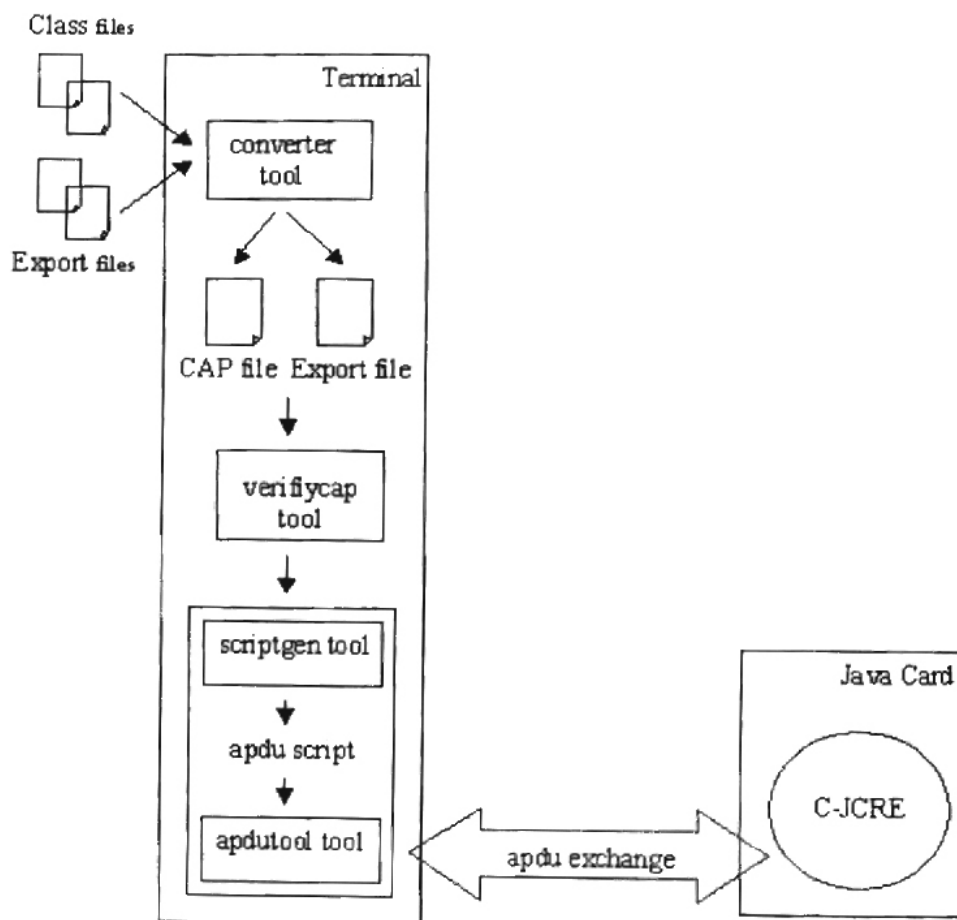 Class files
Terminal
converter
tool
Export files
CAP file
Export file
veriflycap
tool
scriptgen tool
apdu script
apdutool tool
apdu exchange
Java Card
C-JCRE